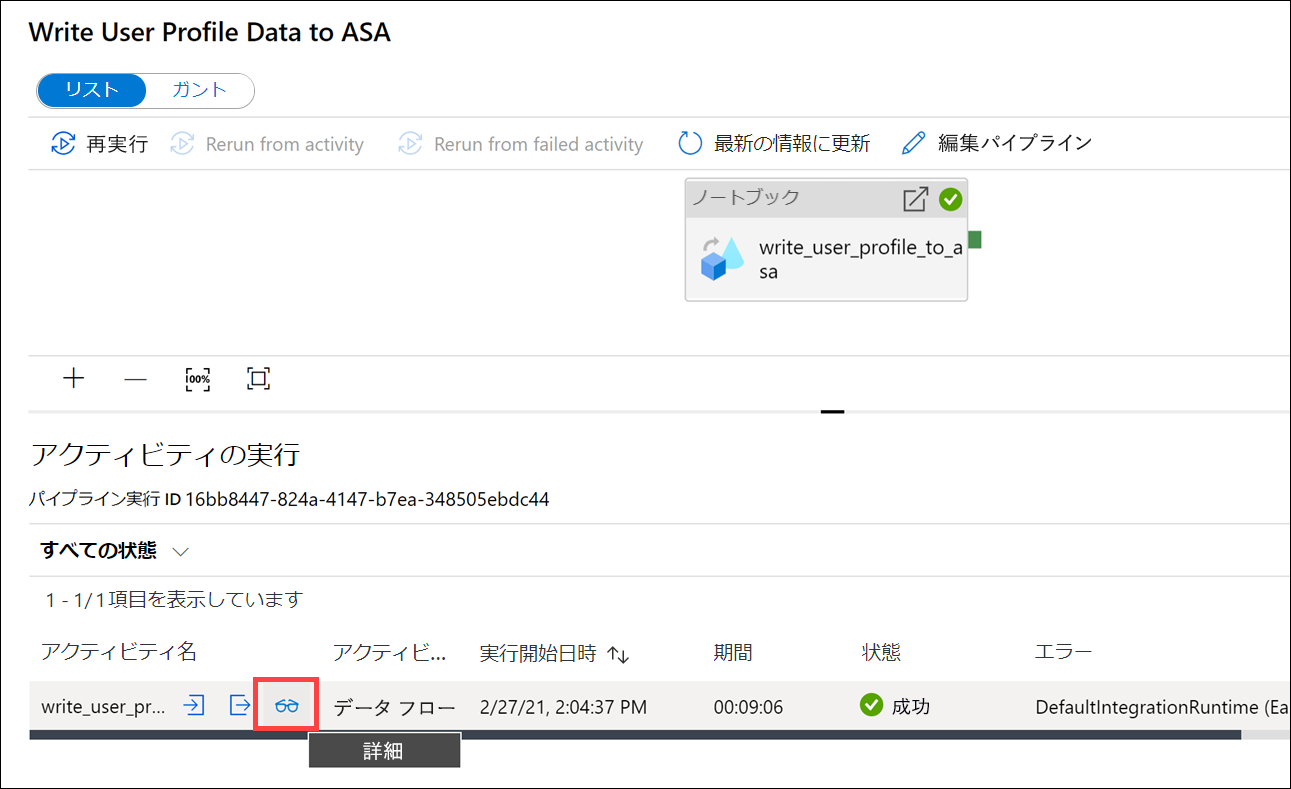 Write User Profile Data to ASA
リスト ガント
再実行 Rerun from activity Rerun from failed activity 最新の情報に更新 編集パイプライン
ノートブック
write_user_profile_to_a
sa
100%
アクティビティの実行
パイプライン実行 ID 16bb8447-824a-4147-b7ea-348505ebdc44
すべての状態
1 - 1/1項目を表示しています
アクティビティ名 アクティビ... 実行開始日時 期間 状態 エラー
write_user_pr... データ フロー 2/27/21, 2:04:37 PM 00:09:06 成功 DefaultIntegrationRuntime (Ea
詳細